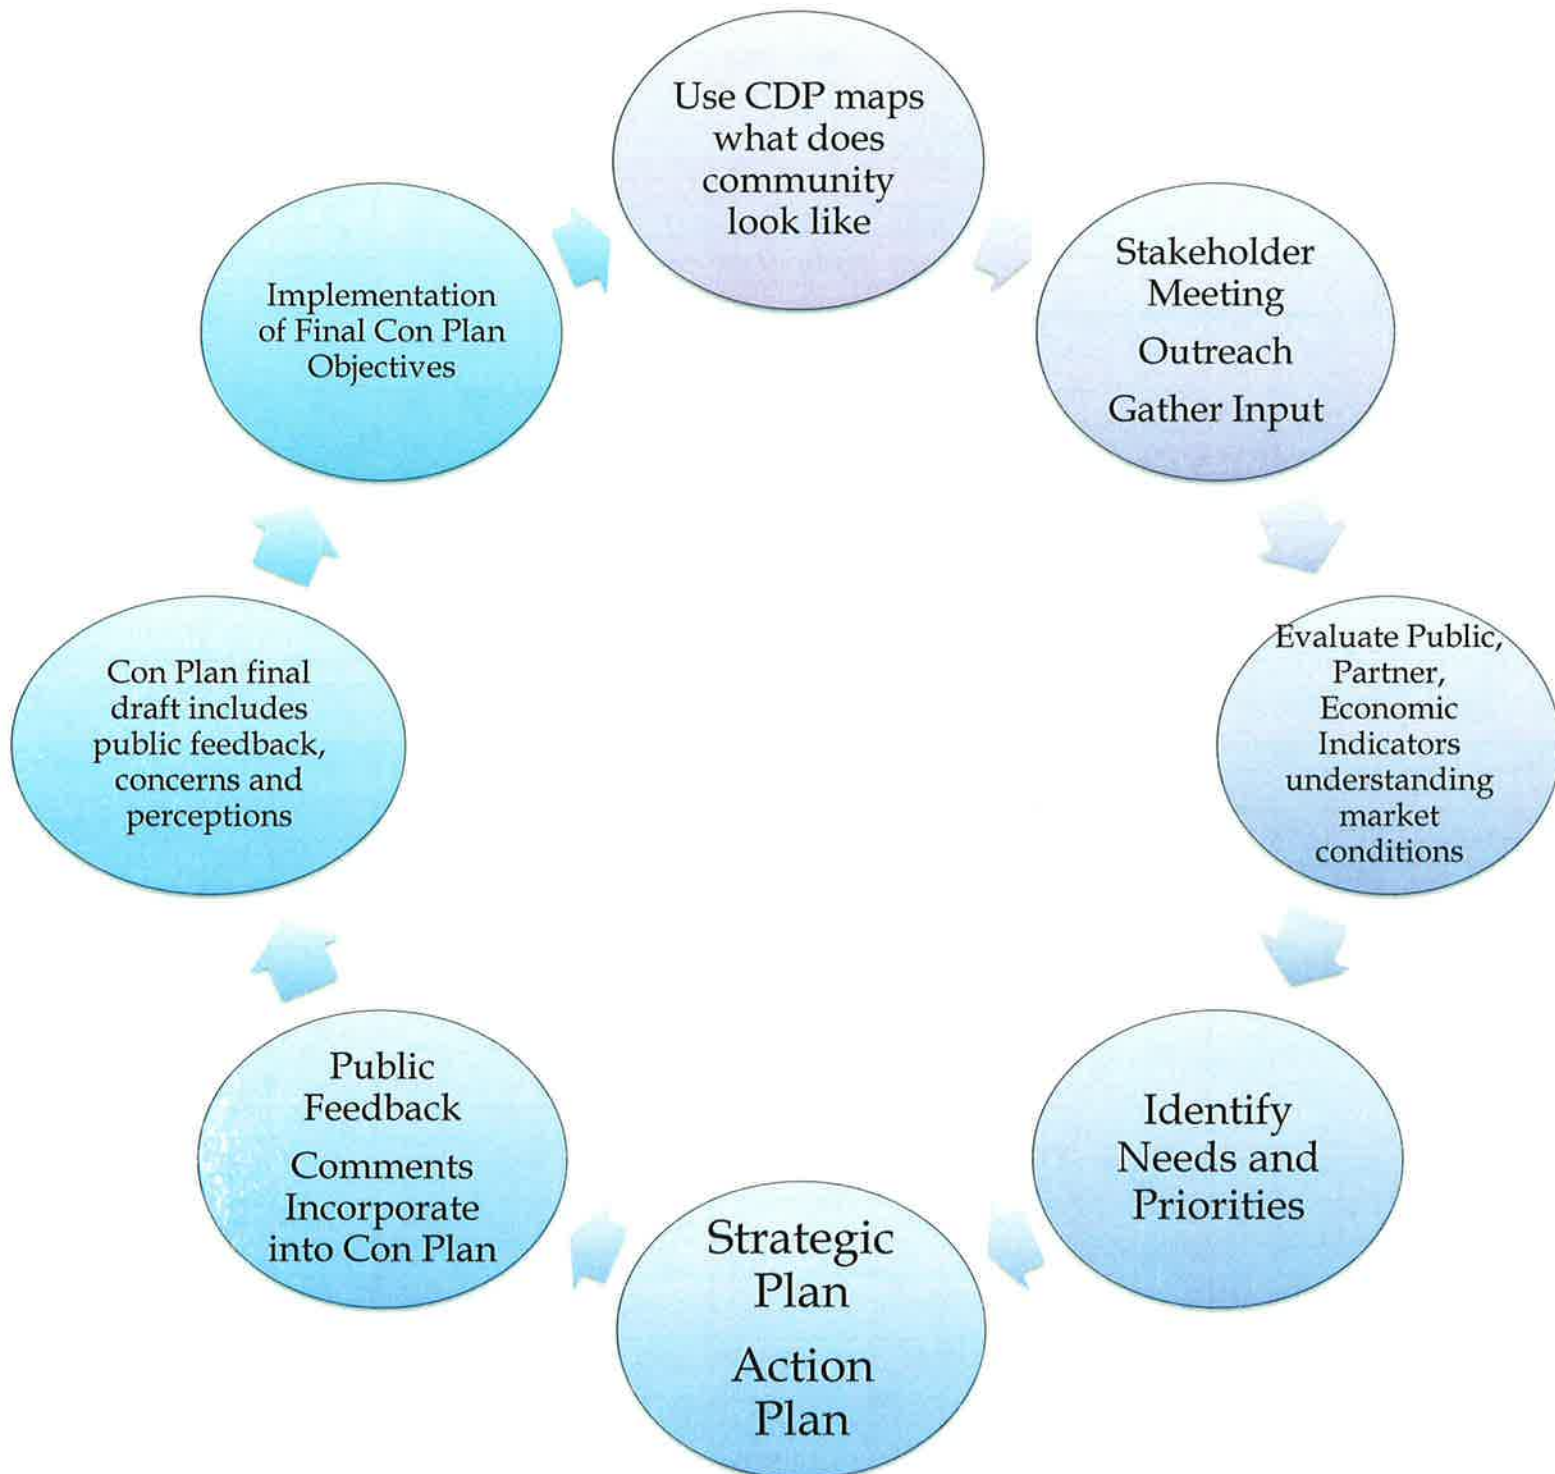 Use CDP maps
what does
community
look like
Stakeholder
Meeting
Outreach
Gather Input
Evaluate Public,
Partner,
Economic
Indicators
understanding
market
conditions
Identify
Needs and
Priorities
Strategic
Plan
Action
Plan
Public
Feedback
Comments
Incorporate
into Con Plan
Con Plan final
draft includes
public feedback,
concerns and
perceptions
Implementation
of Final Con Plan
Objectives